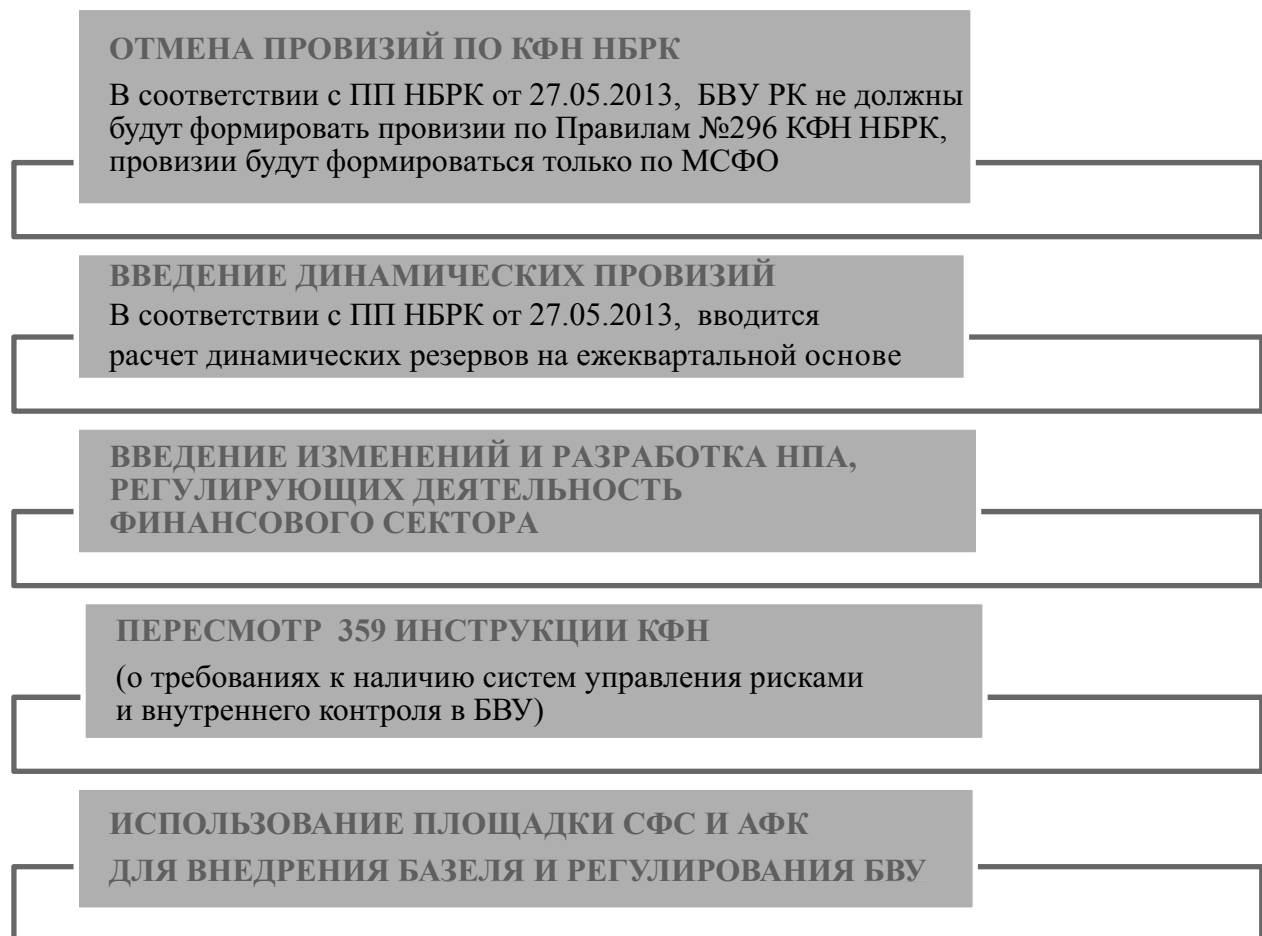 ОТМЕНА ПРОВИЗИЙ ПО КФН НБРК
В соответствии с ПП НБРК от 27.05.2013, БВУ РК не должны
будут формировать провизии по Правилам №296 КФН НБРК,
провизии будут формироваться только по МСФО
ВВЕДЕНИЕ ДИНАМИЧЕСКИХ ПРОВИЗИЙ
В соответствии с ПП НБРК от 27.05.2013, вводится
расчет динамических резервов на ежеквартальной основе
ВВЕДЕНИЕ ИЗМЕНЕНИЙ И РАЗРАБОТКА НПА,
РЕГУЛИРУЮЩИХ ДЕЯТЕЛЬНОСТЬ
ФИНАНСОВОГО СЕКТОРА
ПЕРЕСМОТР 359 ИНСТРУКЦИИ КФН
(о требованиях к наличию систем управления рисками
и внутреннего контроля в БВУ)
ИСПОЛЬЗОВАНИЕ ПЛОЩАДКИ СФС И АФК
ДЛЯ ВНЕДРЕНИЯ БАЗЕЛЯ И РЕГУЛИРОВАНИЯ БВУ